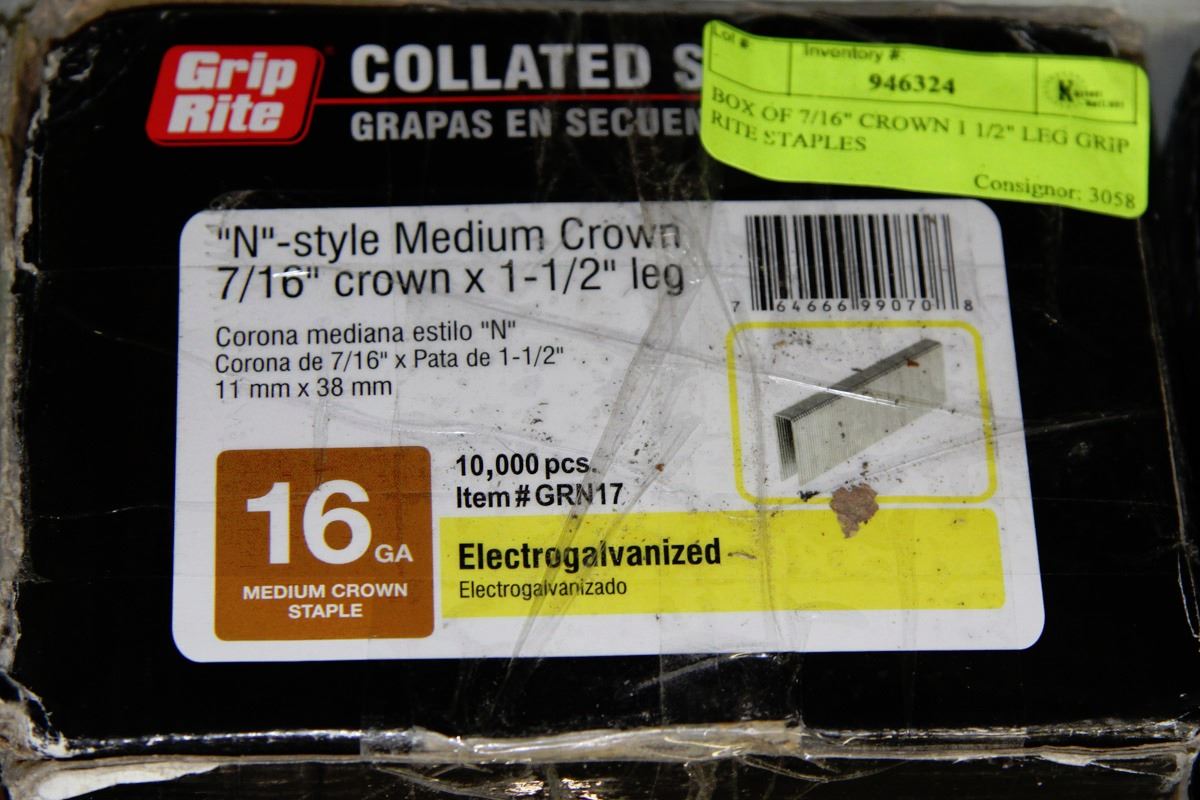 Grip
Rite
COLLATED S
GRAPAS EN SECUEN
Lot #
Inventory #:
946324
BOX OF 7/16" CROWN 1 1/2" LEG GRIP
RITE STAPLES
Consignor: 3058
"N"-style Medium Crown
7/16" crown x 1-1/2" leg
7 64666 99070 8
Corona mediana estilo "N"
Corona de 7/16" x Pata de 1-1/2"
11 mm x 38 mm
16 GA
MEDIUM CROWN
STAPLE
10,000 pcs.
Item # GRN17
Electrogalvanized
Electrogalvanizado